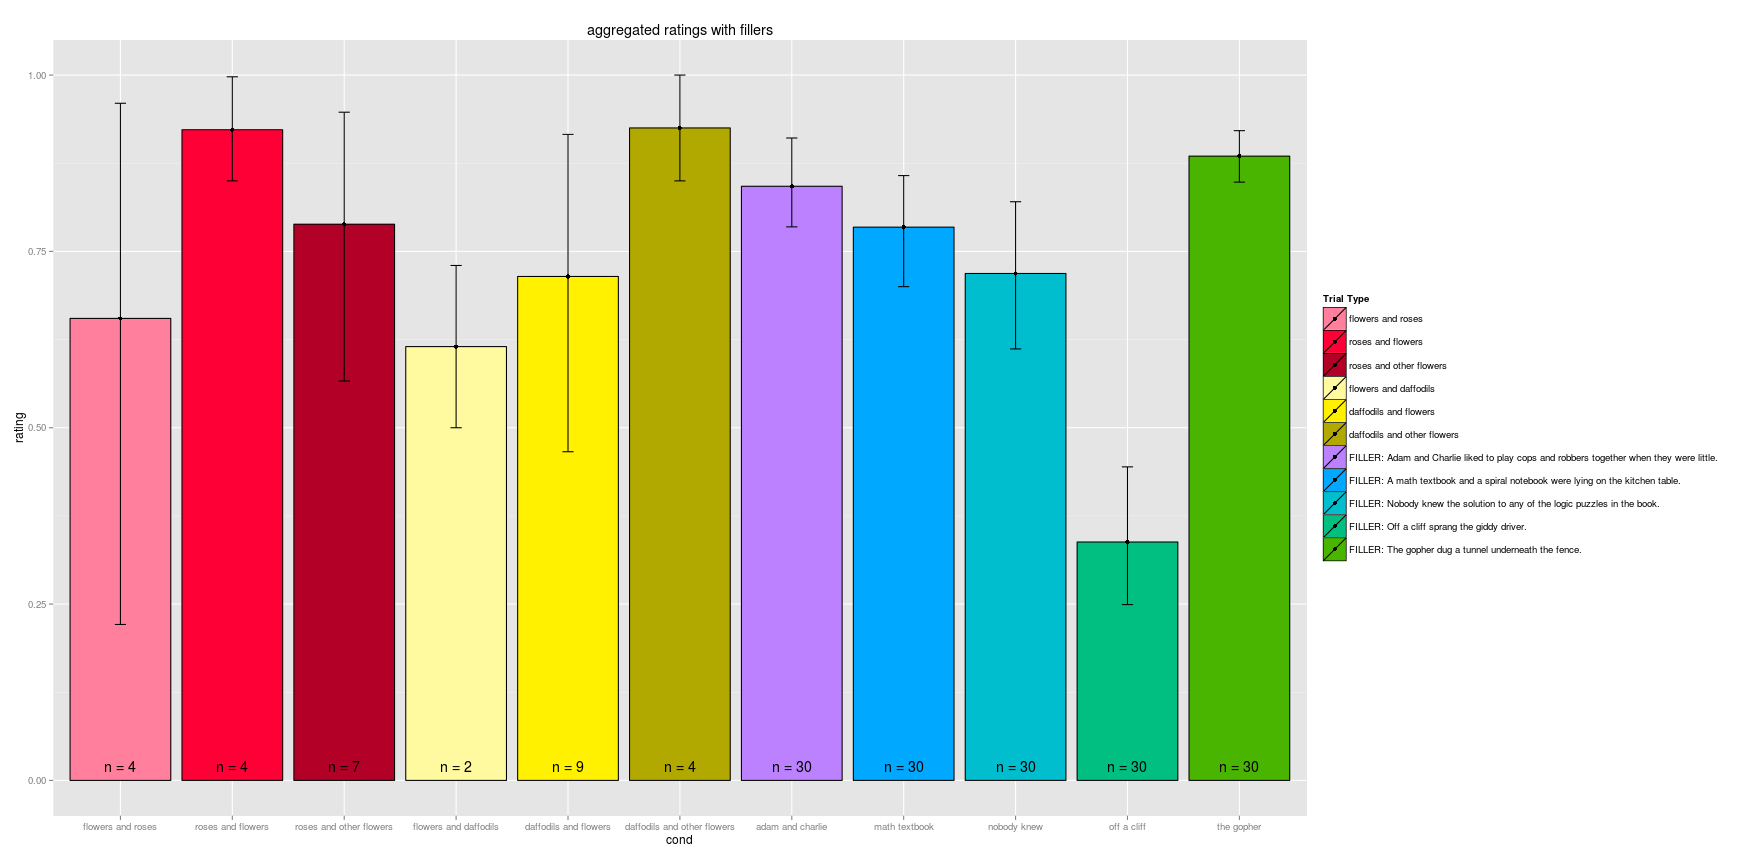 aggregated ratings with fillers
1.00
0.75
0.50
0.25
0.00
rating
n = 4
n = 4
n = 7
n = 2
n = 9
n = 4
n = 30
n = 30
n = 30
n = 30
n = 30
flowers and roses
roses and flowers
roses and other flowers
flowers and daffodils
daffodils and flowers
daffodils and other flowers
adam and charlie
math textbook
nobody knew
off a cliff
the gopher
cond
Trial Type
flowers and roses
roses and flowers
roses and other flowers
flowers and daffodils
daffodils and flowers
daffodils and other flowers
FILLER: Adam and Charlie liked to play cops and robbers together when they were little.
FILLER: A math textbook and a spiral notebook were lying on the kitchen table.
FILLER: Nobody knew the solution to any of the logic puzzles in the book.
FILLER: Off a cliff sprang the giddy driver.
FILLER: The gopher dug a tunnel underneath the fence.